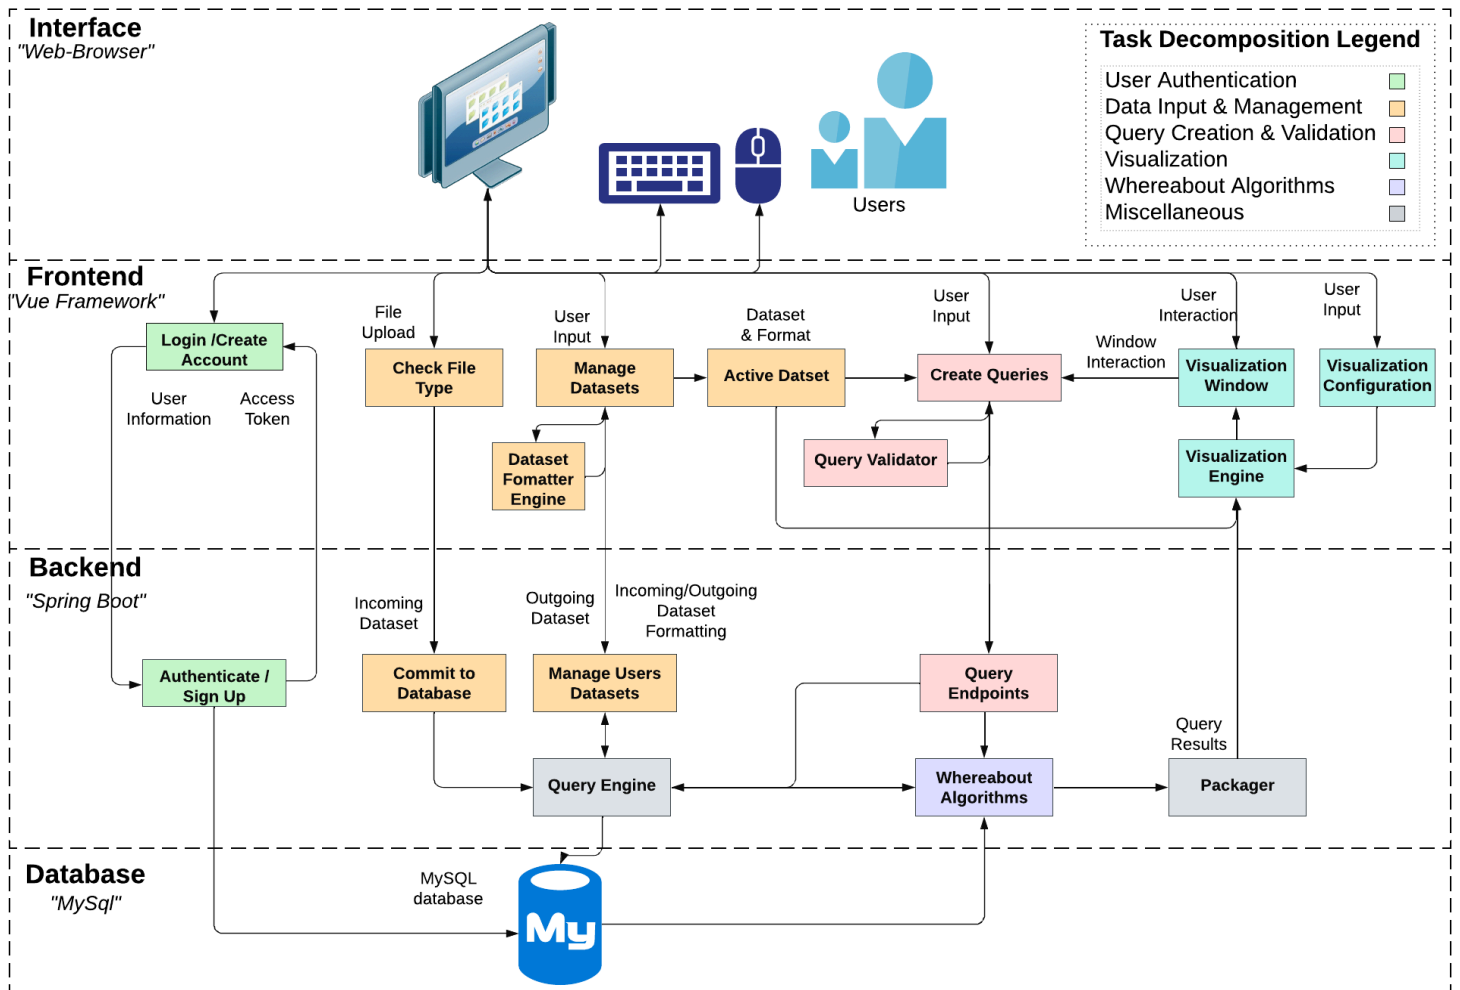 Interface
"Web-Browser"
Users
Task Decomposition Legend
User Authentication
Data Input & Management
Query Creation & Validation
Visualization
Whereabout Algorithms
Miscellaneous
Frontend
"Vue Framework"
File
Upload
User
Input
Dataset
& Format
User
Input
User
Interaction
User
Input
Window
Interaction
Login /Create
Account
User
Information
Access
Token
Check File
Type
Manage
Datasets
Active Datset
Create Queries
Visualization
Window
Visualization
Configuration
Dataset
Fomatter
Engine
Query Validator
Visualization
Engine
Backend
"Spring Boot"
Incoming
Dataset
Outgoing
Dataset
Incoming/Outgoing
Dataset
Formatting
Authenticate /
Sign Up
Commit to
Database
Manage Users
Datasets
Query
Endpoints
Query
Results
Query Engine
Whereabout
Algorithms
Packager
Database
"MySql"
MySQL
database
My